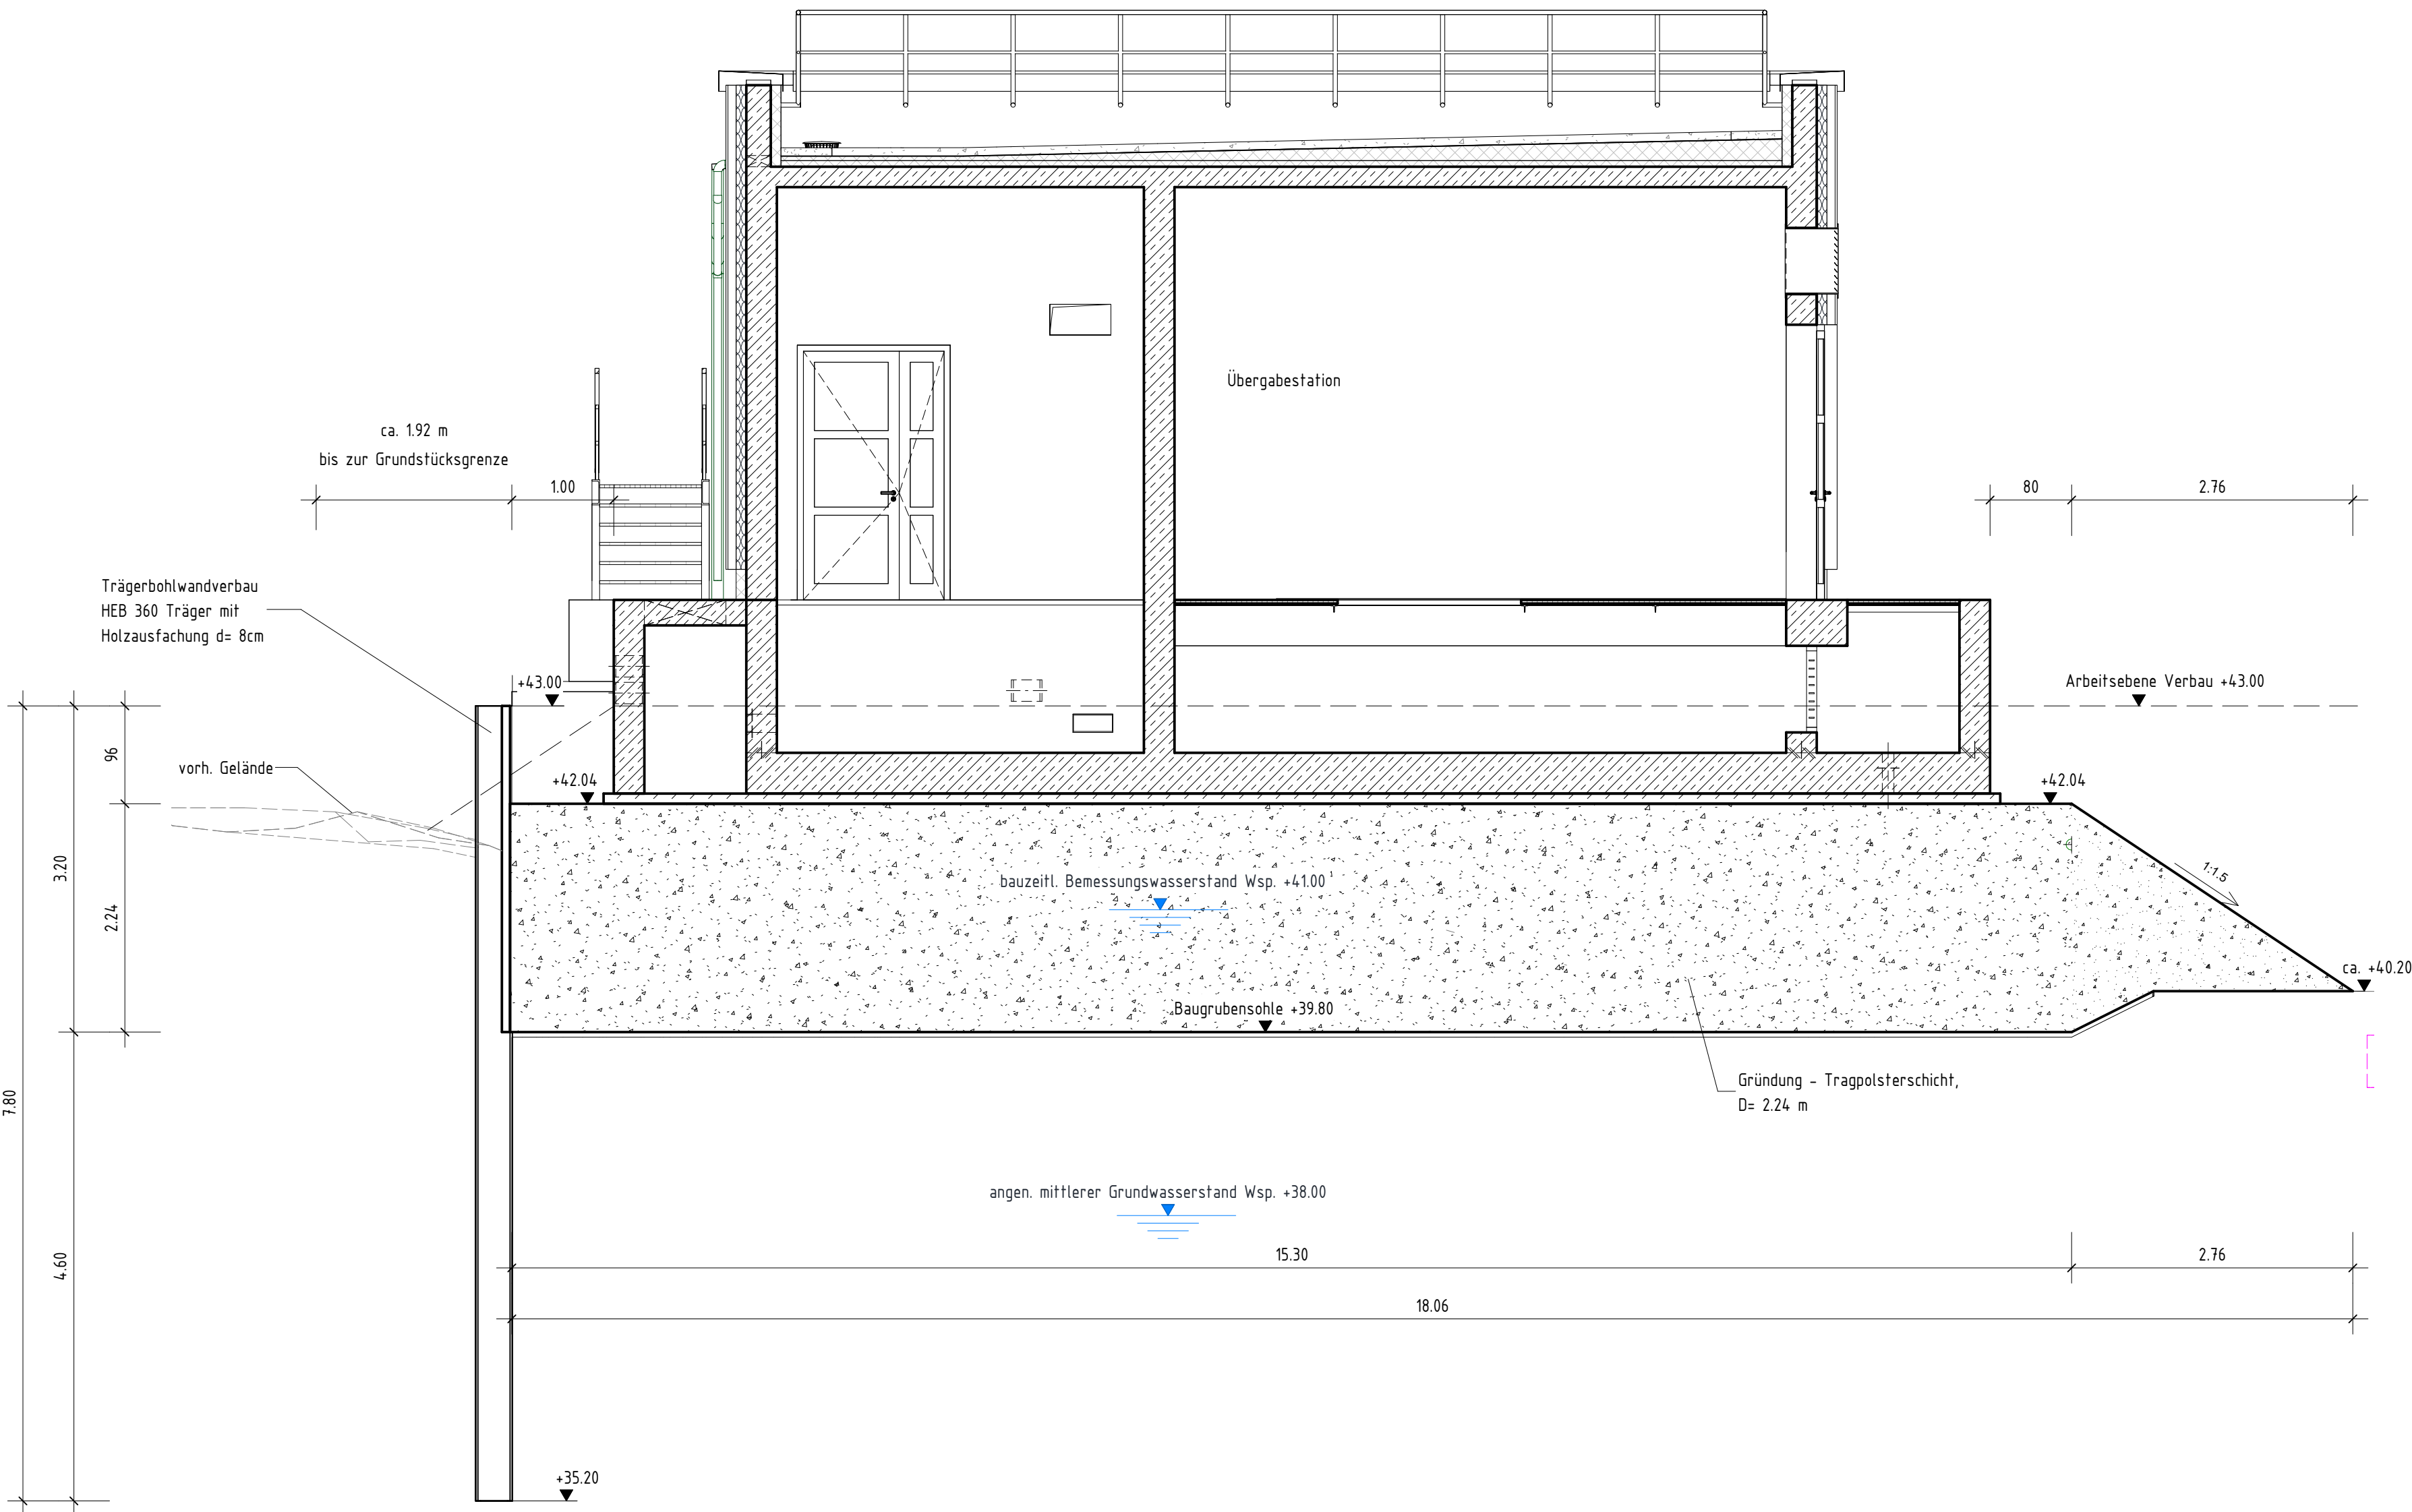 Übergabestation
ca. 1.92 m
bis zur Grundstücksgrenze
1.00
80
2.76
Trägerbohlwandverbau
HEB 360 Träger mit
Holzausfachung d= 8cm
+43.00
Arbeitsebene Verbau +43.00
96
vorh. Gelände
+42.04
+42.04
3.20
2.24
bauzeitl. Bemessungswasserstand Wsp. +41.00
1:1.5
ca. +40.20
Baugrubensohle +39.80
Gründung - Tragpolsterschicht,
D= 2.24 m
7.80
4.60
angen. mittlerer Grundwasserstand Wsp. +38.00
15.30
2.76
18.06
+35.20